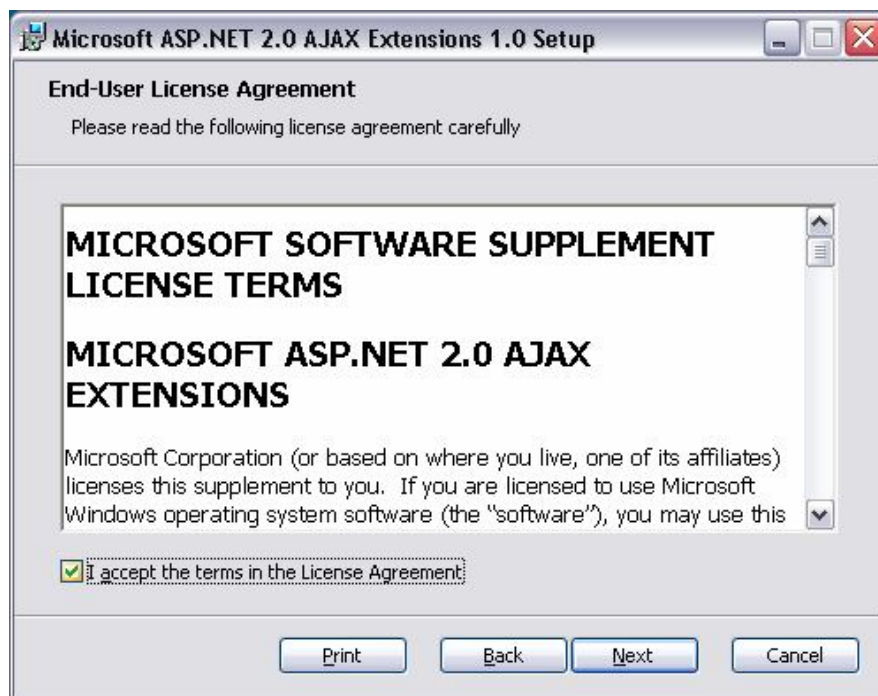 Microsoft ASP.NET 2.0 AJAX Extensions 1.0 Setup
End-User License Agreement
Please read the following license agreement carefully
MICROSOFT SOFTWARE SUPPLEMENT
LICENSE TERMS
MICROSOFT ASP.NET 2.0 AJAX
EXTENSIONS
Microsoft Corporation (or based on where you live, one of its affiliates)
licenses this supplement to you.  If you are licensed to use Microsoft
Windows operating system software (the "software"), you may use this
I accept the terms in the License Agreement
Print Back Next Cancel